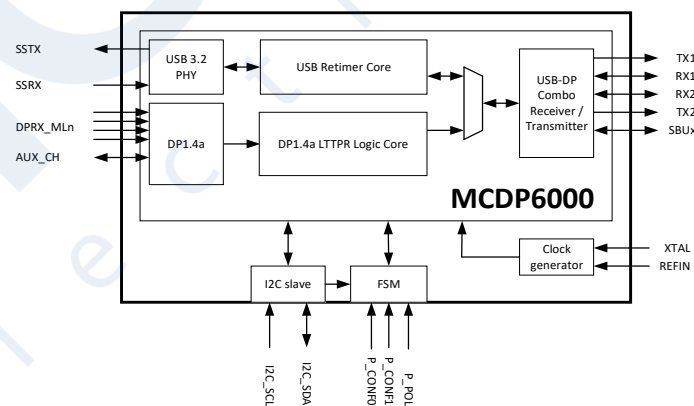 SSTX
SSRX
DPRX_MLn
AUX_CH
USB 3.2
PHY
DP1.4a
USB Retimer Core
DP1.4a LTTPR Logic Core
USB-DP
Combo
Receiver /
Transmitter
TX1
RX1
RX2
TX2
SBUx
MCDP6000
Clock
generator
XTAL
REFIN
I2C slave
FSM
I2C_SCL
I2C_SDA
P_CONF0
P_CONF1
P_POL